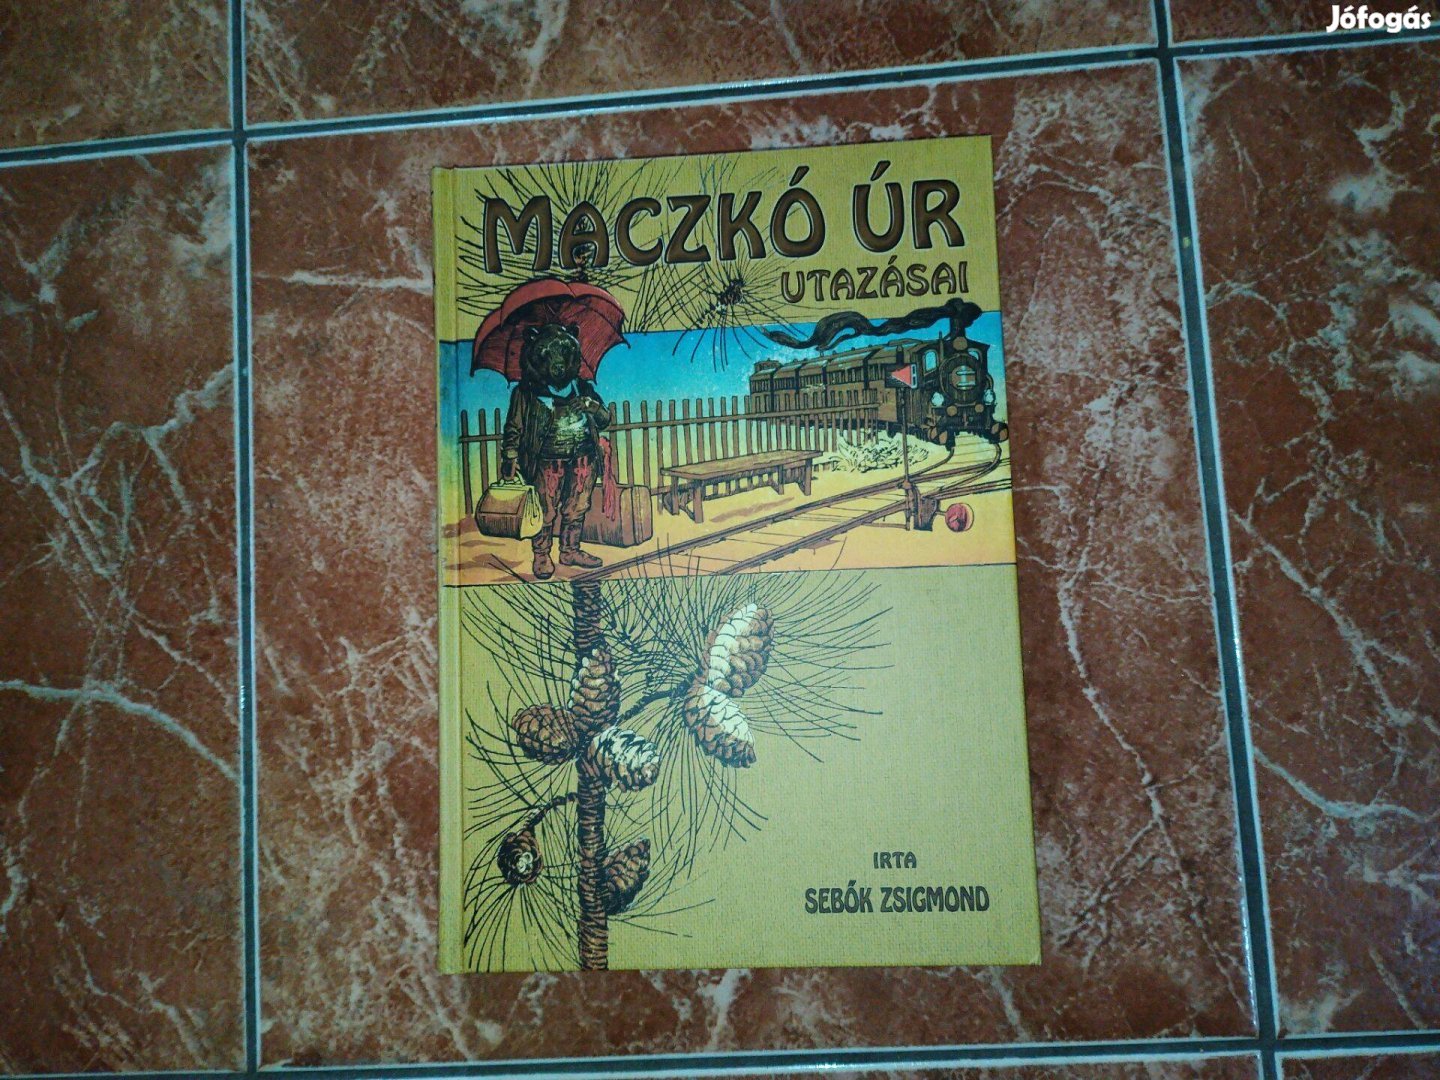 Jófogás
MACZKÓ ÚR
UTAZÁSAI
IRTA
SEBŐK ZSIGMOND